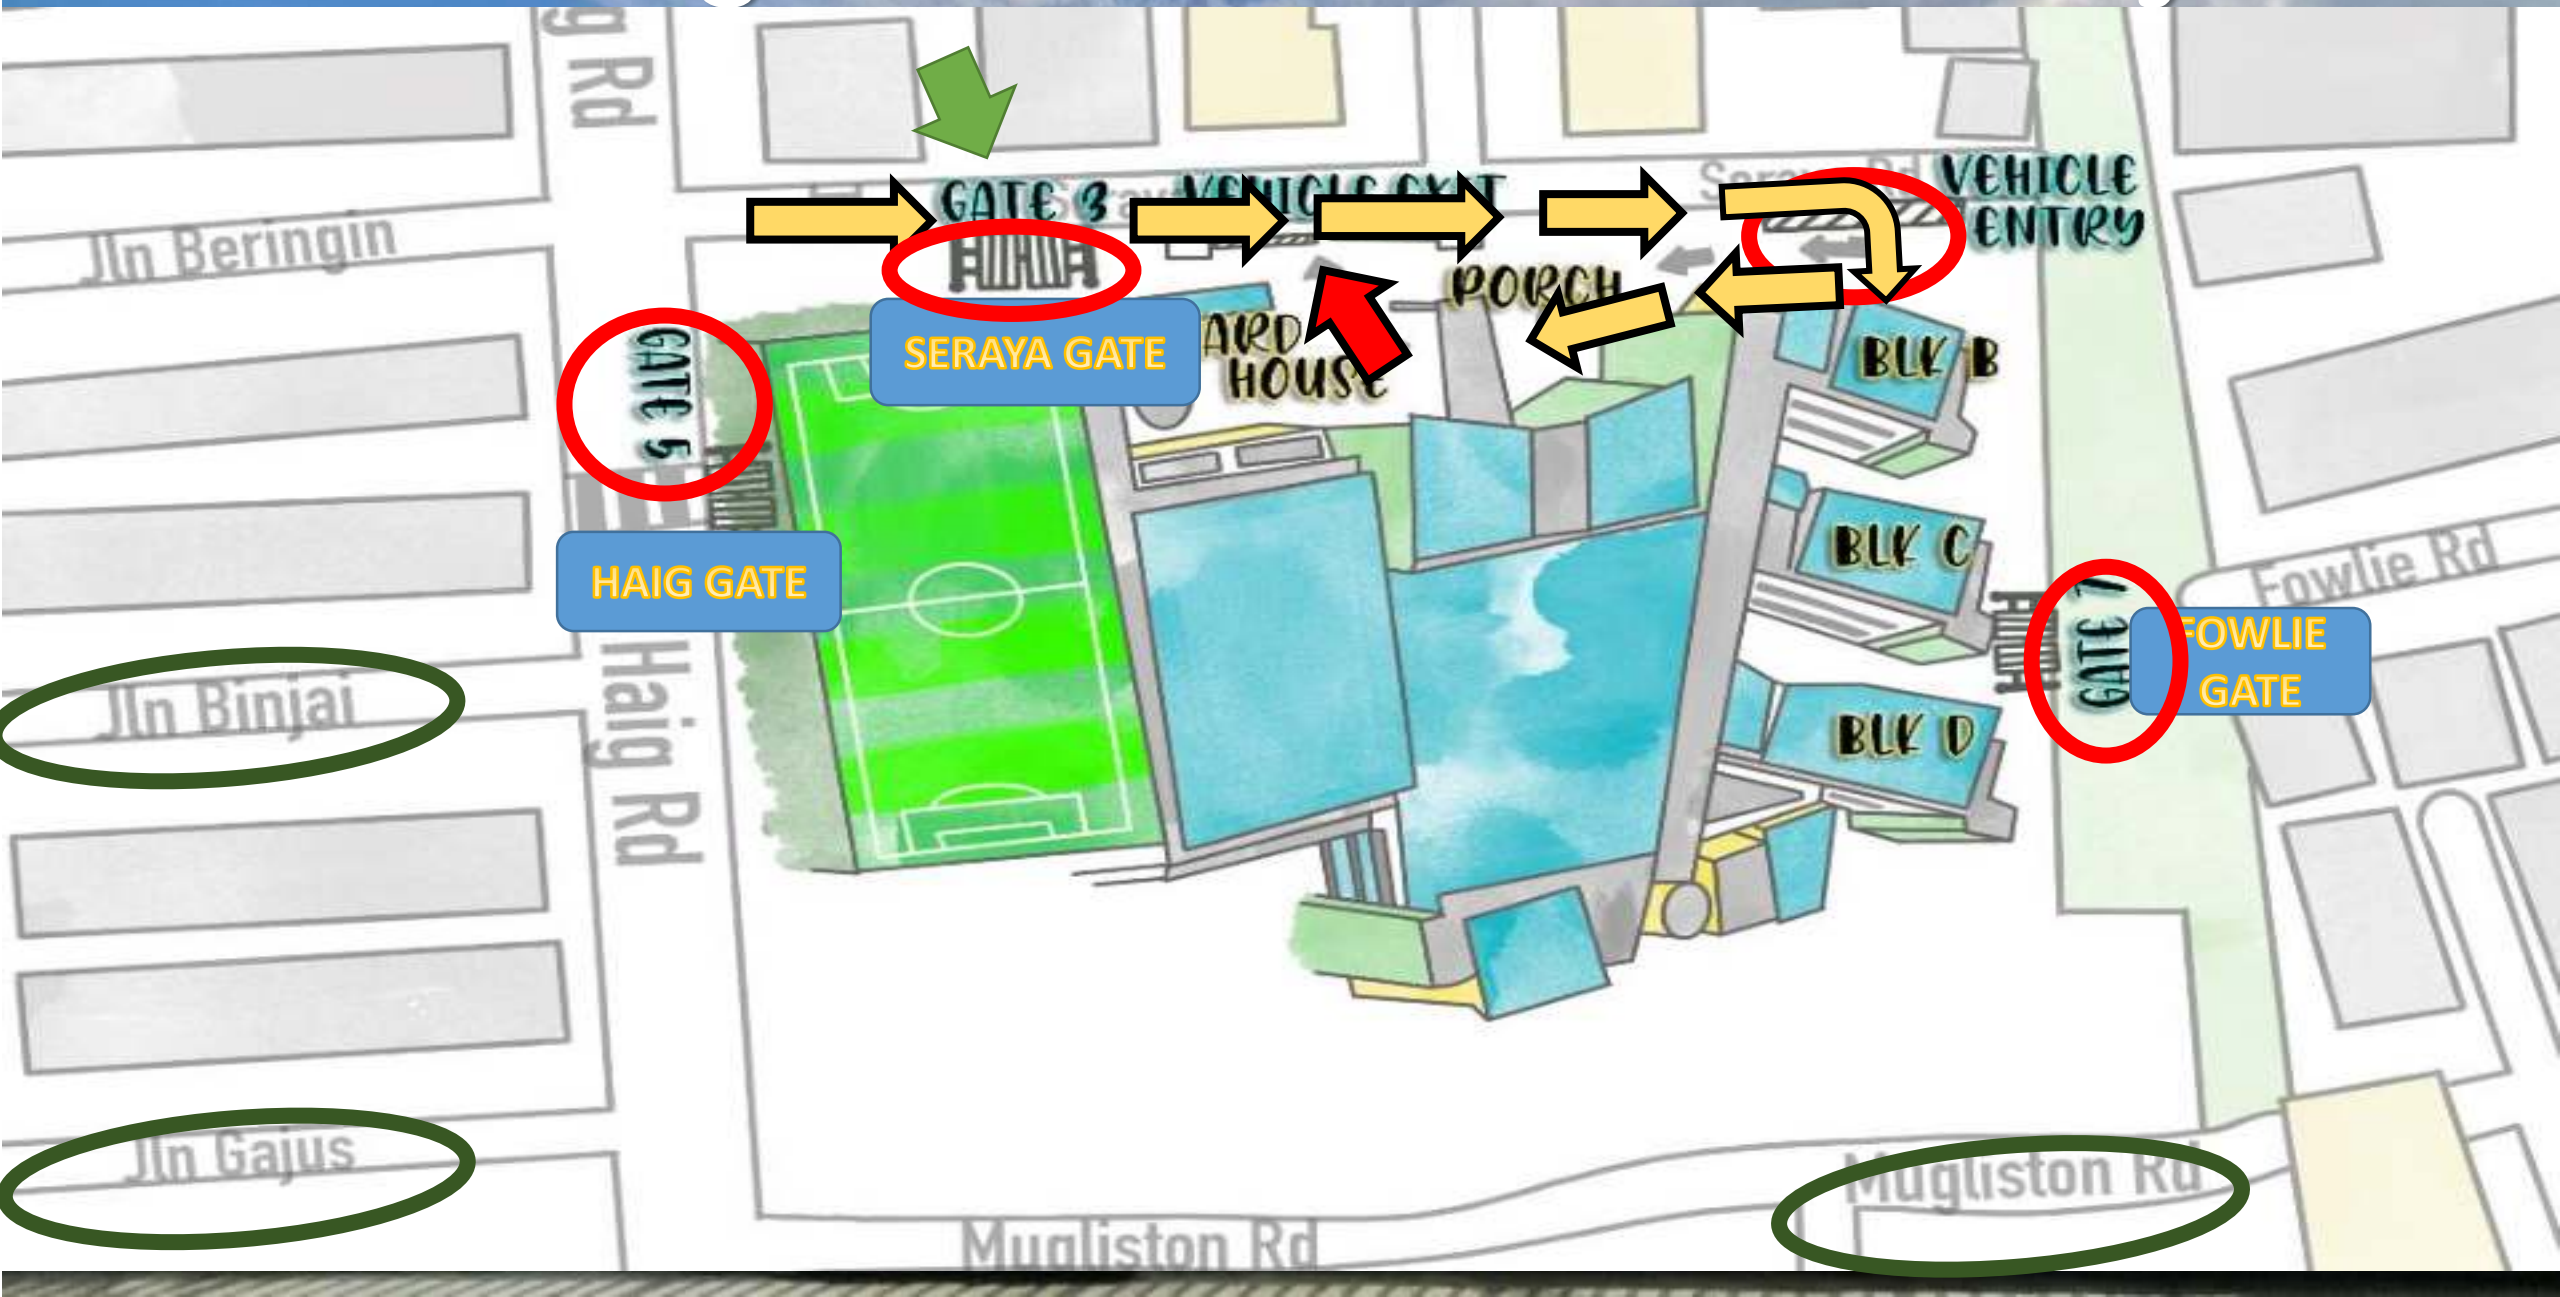 g Rd
Jln Beringin
GATE 3
VEHICLE EXIT
VEHICLE
ENTRY
PORCH
ARD
HOUSE
SERAYA GATE
GATE 5
HAIG GATE
BLK B
BLK C
BLK D
GATE 7
FOWLIE
GATE
Fowlie Rd
Jln Binjai
Haig Rd
Jln Gajus
Mugliston Rd
Mugliston Rd